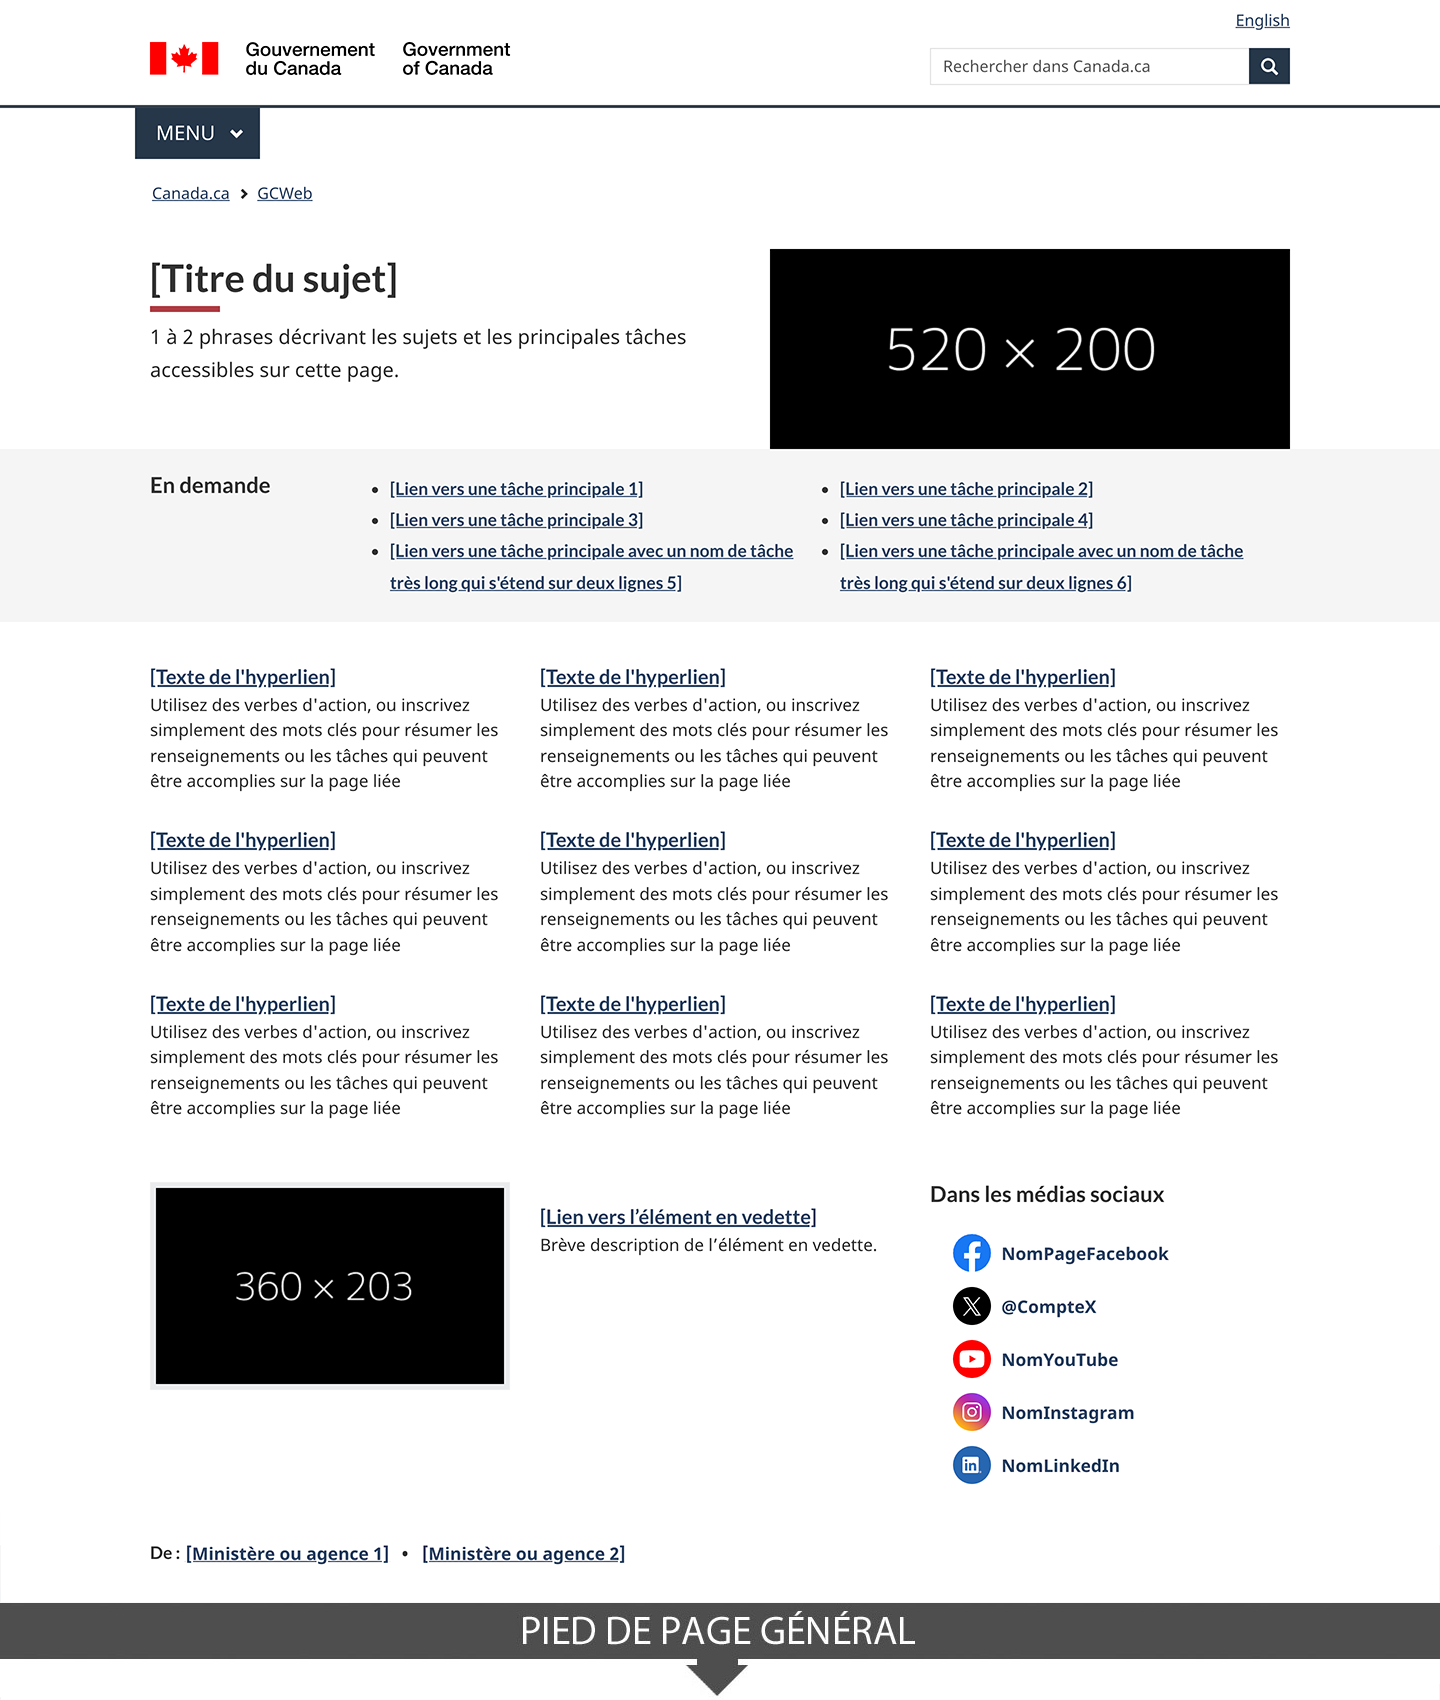 English
Gouvernement
du Canada
Government
of Canada
Rechercher dans Canada.ca
MENU
Canada.ca > GCWeb
[Titre du sujet]
1 à 2 phrases décrivant les sujets et les principales tâches
accessibles sur cette page.
520 × 200
En demande
• [Lien vers une tâche principale 1]
• [Lien vers une tâche principale 2]
• [Lien vers une tâche principale 3]
• [Lien vers une tâche principale 4]
• [Lien vers une tâche principale avec un nom de tâche
très long qui s'étend sur deux lignes 5]
• [Lien vers une tâche principale avec un nom de tâche
très long qui s'étend sur deux lignes 6]
[Texte de l'hyperlien]
Utilisez des verbes d'action, ou inscrivez
simplement des mots clés pour résumer les
renseignements ou les tâches qui peuvent
être accomplies sur la page liée
[Texte de l'hyperlien]
Utilisez des verbes d'action, ou inscrivez
simplement des mots clés pour résumer les
renseignements ou les tâches qui peuvent
être accomplies sur la page liée
[Texte de l'hyperlien]
Utilisez des verbes d'action, ou inscrivez
simplement des mots clés pour résumer les
renseignements ou les tâches qui peuvent
être accomplies sur la page liée
[Texte de l'hyperlien]
Utilisez des verbes d'action, ou inscrivez
simplement des mots clés pour résumer les
renseignements ou les tâches qui peuvent
être accomplies sur la page liée
[Texte de l'hyperlien]
Utilisez des verbes d'action, ou inscrivez
simplement des mots clés pour résumer les
renseignements ou les tâches qui peuvent
être accomplies sur la page liée
[Texte de l'hyperlien]
Utilisez des verbes d'action, ou inscrivez
simplement des mots clés pour résumer les
renseignements ou les tâches qui peuvent
être accomplies sur la page liée
[Texte de l'hyperlien]
Utilisez des verbes d'action, ou inscrivez
simplement des mots clés pour résumer les
renseignements ou les tâches qui peuvent
être accomplies sur la page liée
[Texte de l'hyperlien]
Utilisez des verbes d'action, ou inscrivez
simplement des mots clés pour résumer les
renseignements ou les tâches qui peuvent
être accomplies sur la page liée
[Texte de l'hyperlien]
Utilisez des verbes d'action, ou inscrivez
simplement des mots clés pour résumer les
renseignements ou les tâches qui peuvent
être accomplies sur la page liée
360 × 203
[Lien vers l’élément en vedette]
Brève description de l’élément en vedette.
Dans les médias sociaux
NomPageFacebook
@CompteX
NomYouTube
NomInstagram
NomLinkedIn
De : [Ministère ou agence 1] • [Ministère ou agence 2]
PIED DE PAGE GÉNÉRAL